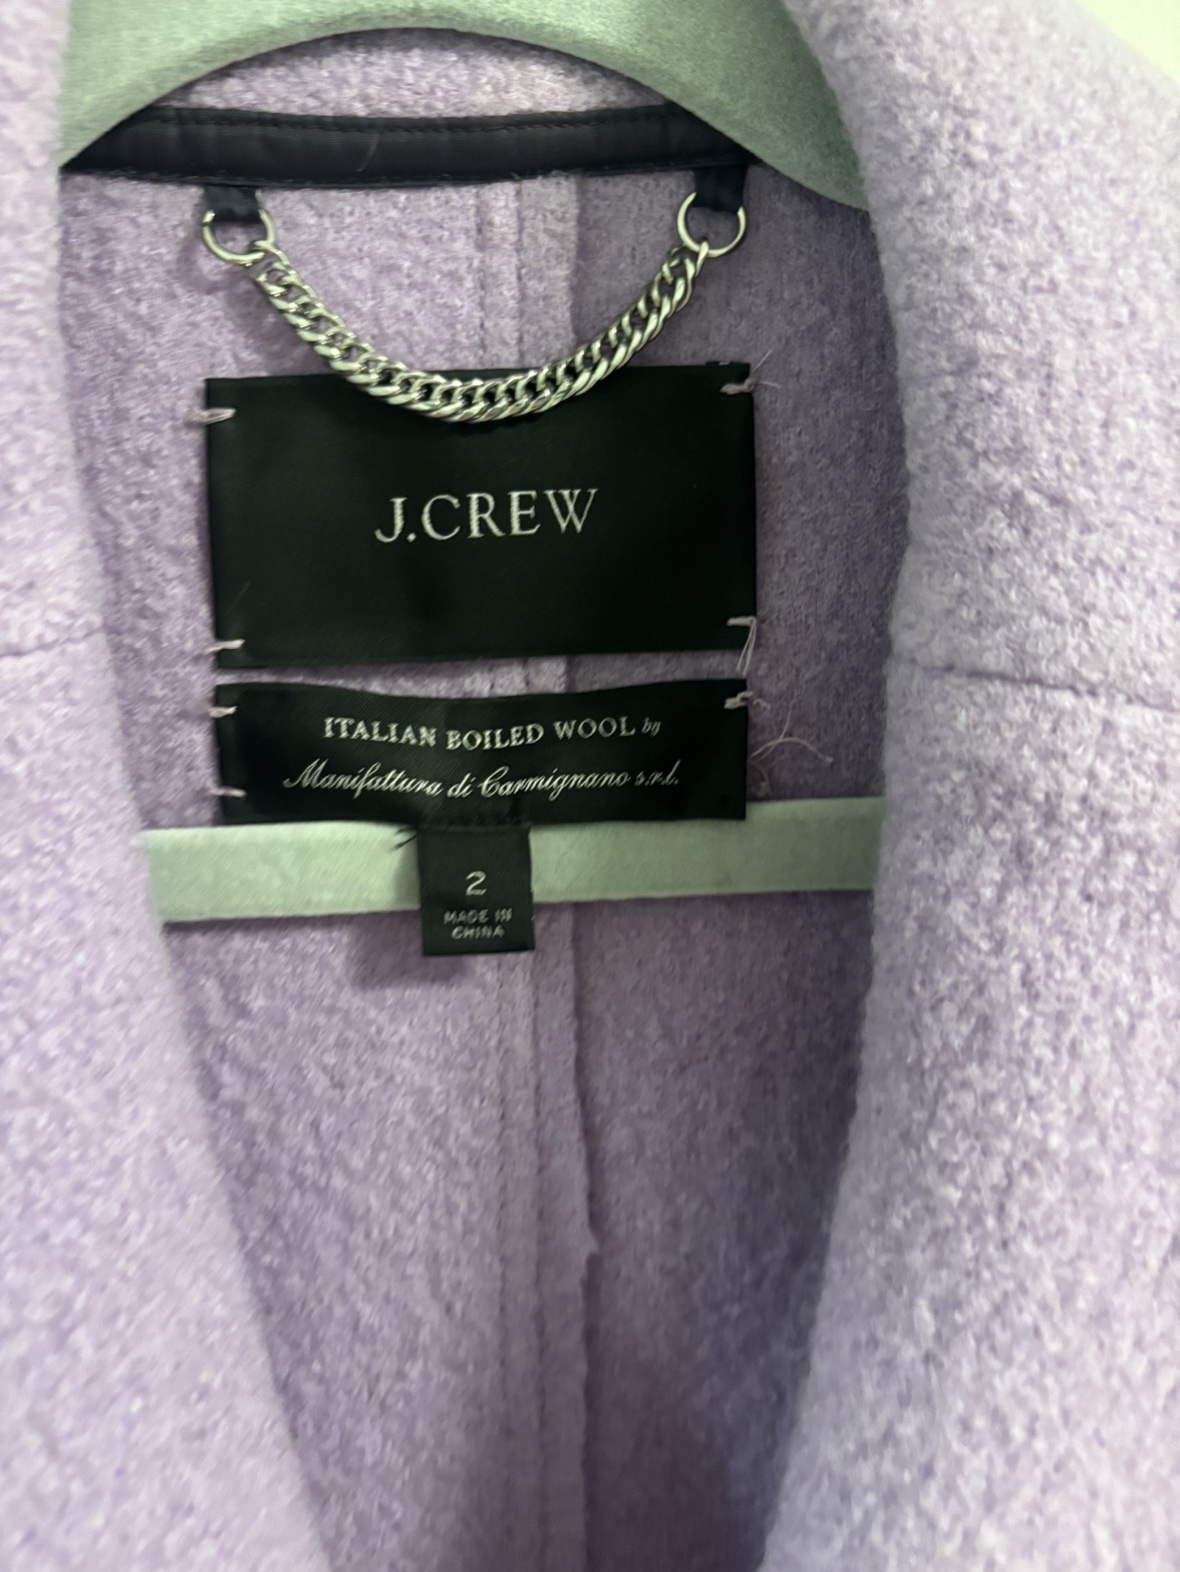 J.CREW
ITALIAN BOILED WOOL by
Manifattura di Carmignano s.r.l.
2
MADE IN
CHINA